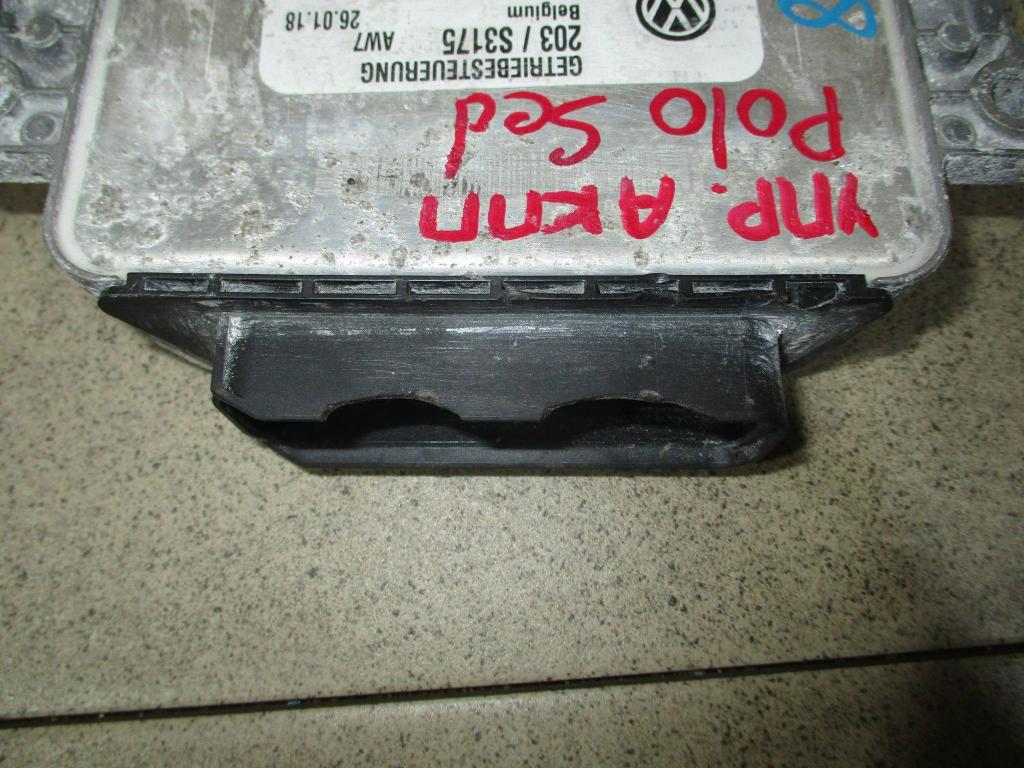 упр. АКПП
Polo Sed
GETRIEBESTEUERUNG
203 / S3175 AW7
Belgium 26.01.18